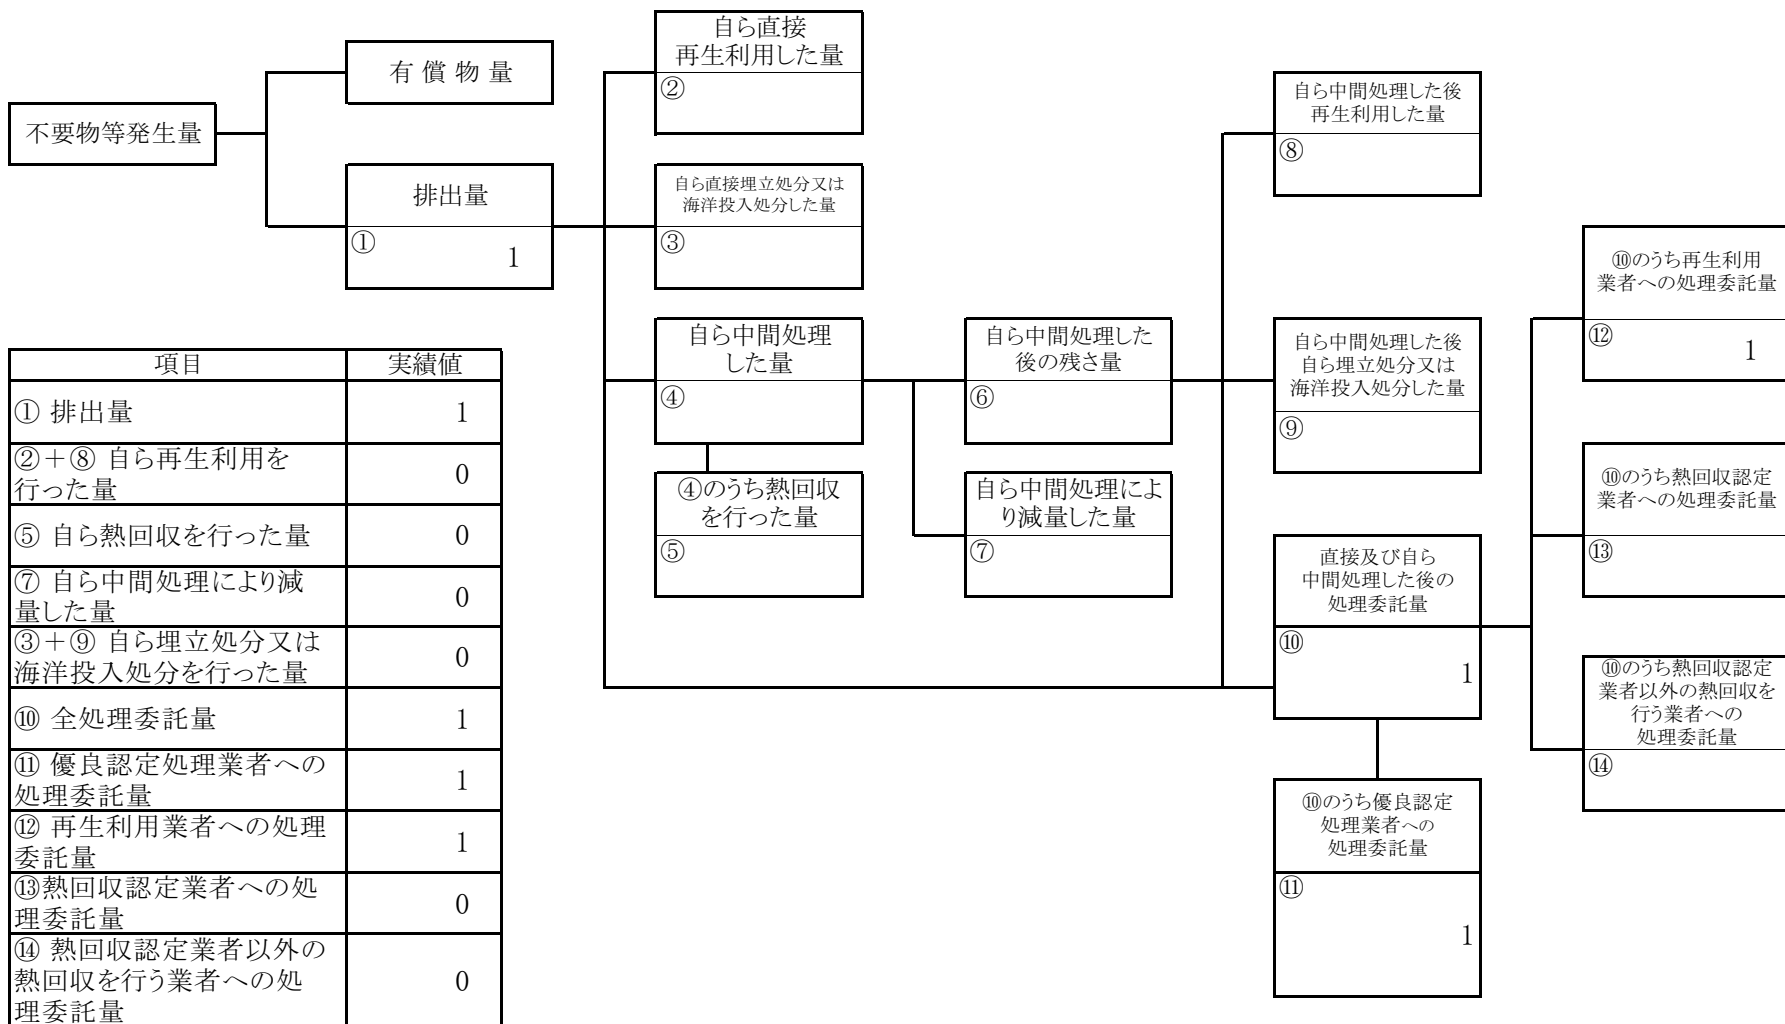 不要物等発生量
有 償 物 量
排出量
①
1
自ら直接
再生利用した量
②
自ら直接埋立処分又は
海洋投入処分した量
③
自ら中間処理
した量
④
④のうち熱回収
を行った量
⑤
自ら中間処理した
後の残さ量
⑥
自ら中間処理によ
り減量した量
⑦
自ら中間処理した後
再生利用した量
⑧
自ら中間処理した後
自ら埋立処分又は
海洋投入処分した量
⑨
直接及び自ら
中間処理した後の
処理委託量
⑩
1
⑩のうち優良認定
処理業者への
処理委託量
⑪
1
⑩のうち再生利用
業者への処理委託量
⑫
1
⑩のうち熱回収認定
業者への処理委託量
⑬
⑩のうち熱回収認定
業者以外の熱回収を
行う業者への
処理委託量
⑭
項目 実績値
① 排出量 1
②+⑧ 自ら再生利用を
行った量 0
⑤ 自ら熱回収を行った量 0
⑦ 自ら中間処理により減
量した量 0
③+⑨ 自ら埋立処分又は
海洋投入処分を行った量 0
⑩ 全処理委託量 1
⑪ 優良認定処理業者への
処理委託量 1
⑫ 再生利用業者への処理
委託量 1
⑬熱回収認定業者への処
理委託量 0
⑭ 熱回収認定業者以外の
熱回収を行う業者への処
理委託量 0